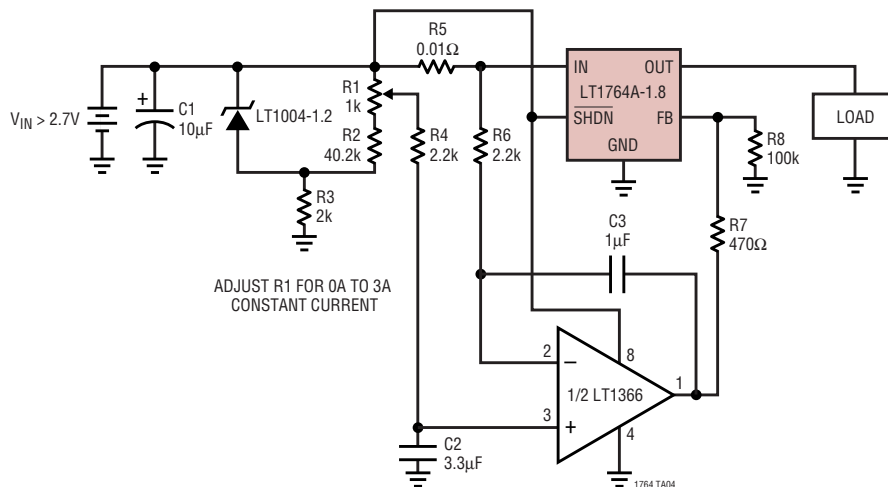 VIN > 2.7V
+
C1
10µF
LT1004-1.2
R1
1k
R2
40.2k
R3
2k
R4
2.2k
R5
0.01Ω
R6
2.2k
IN
OUT
LT1764A-1.8
SHDN
FB
GND
R8
100k
LOAD
R7
470Ω
C3
1µF
ADJUST R1 FOR 0A TO 3A
CONSTANT CURRENT
2
–
8
1/2 LT1366
1
3
+
4
C2
3.3µF
1764 TA04